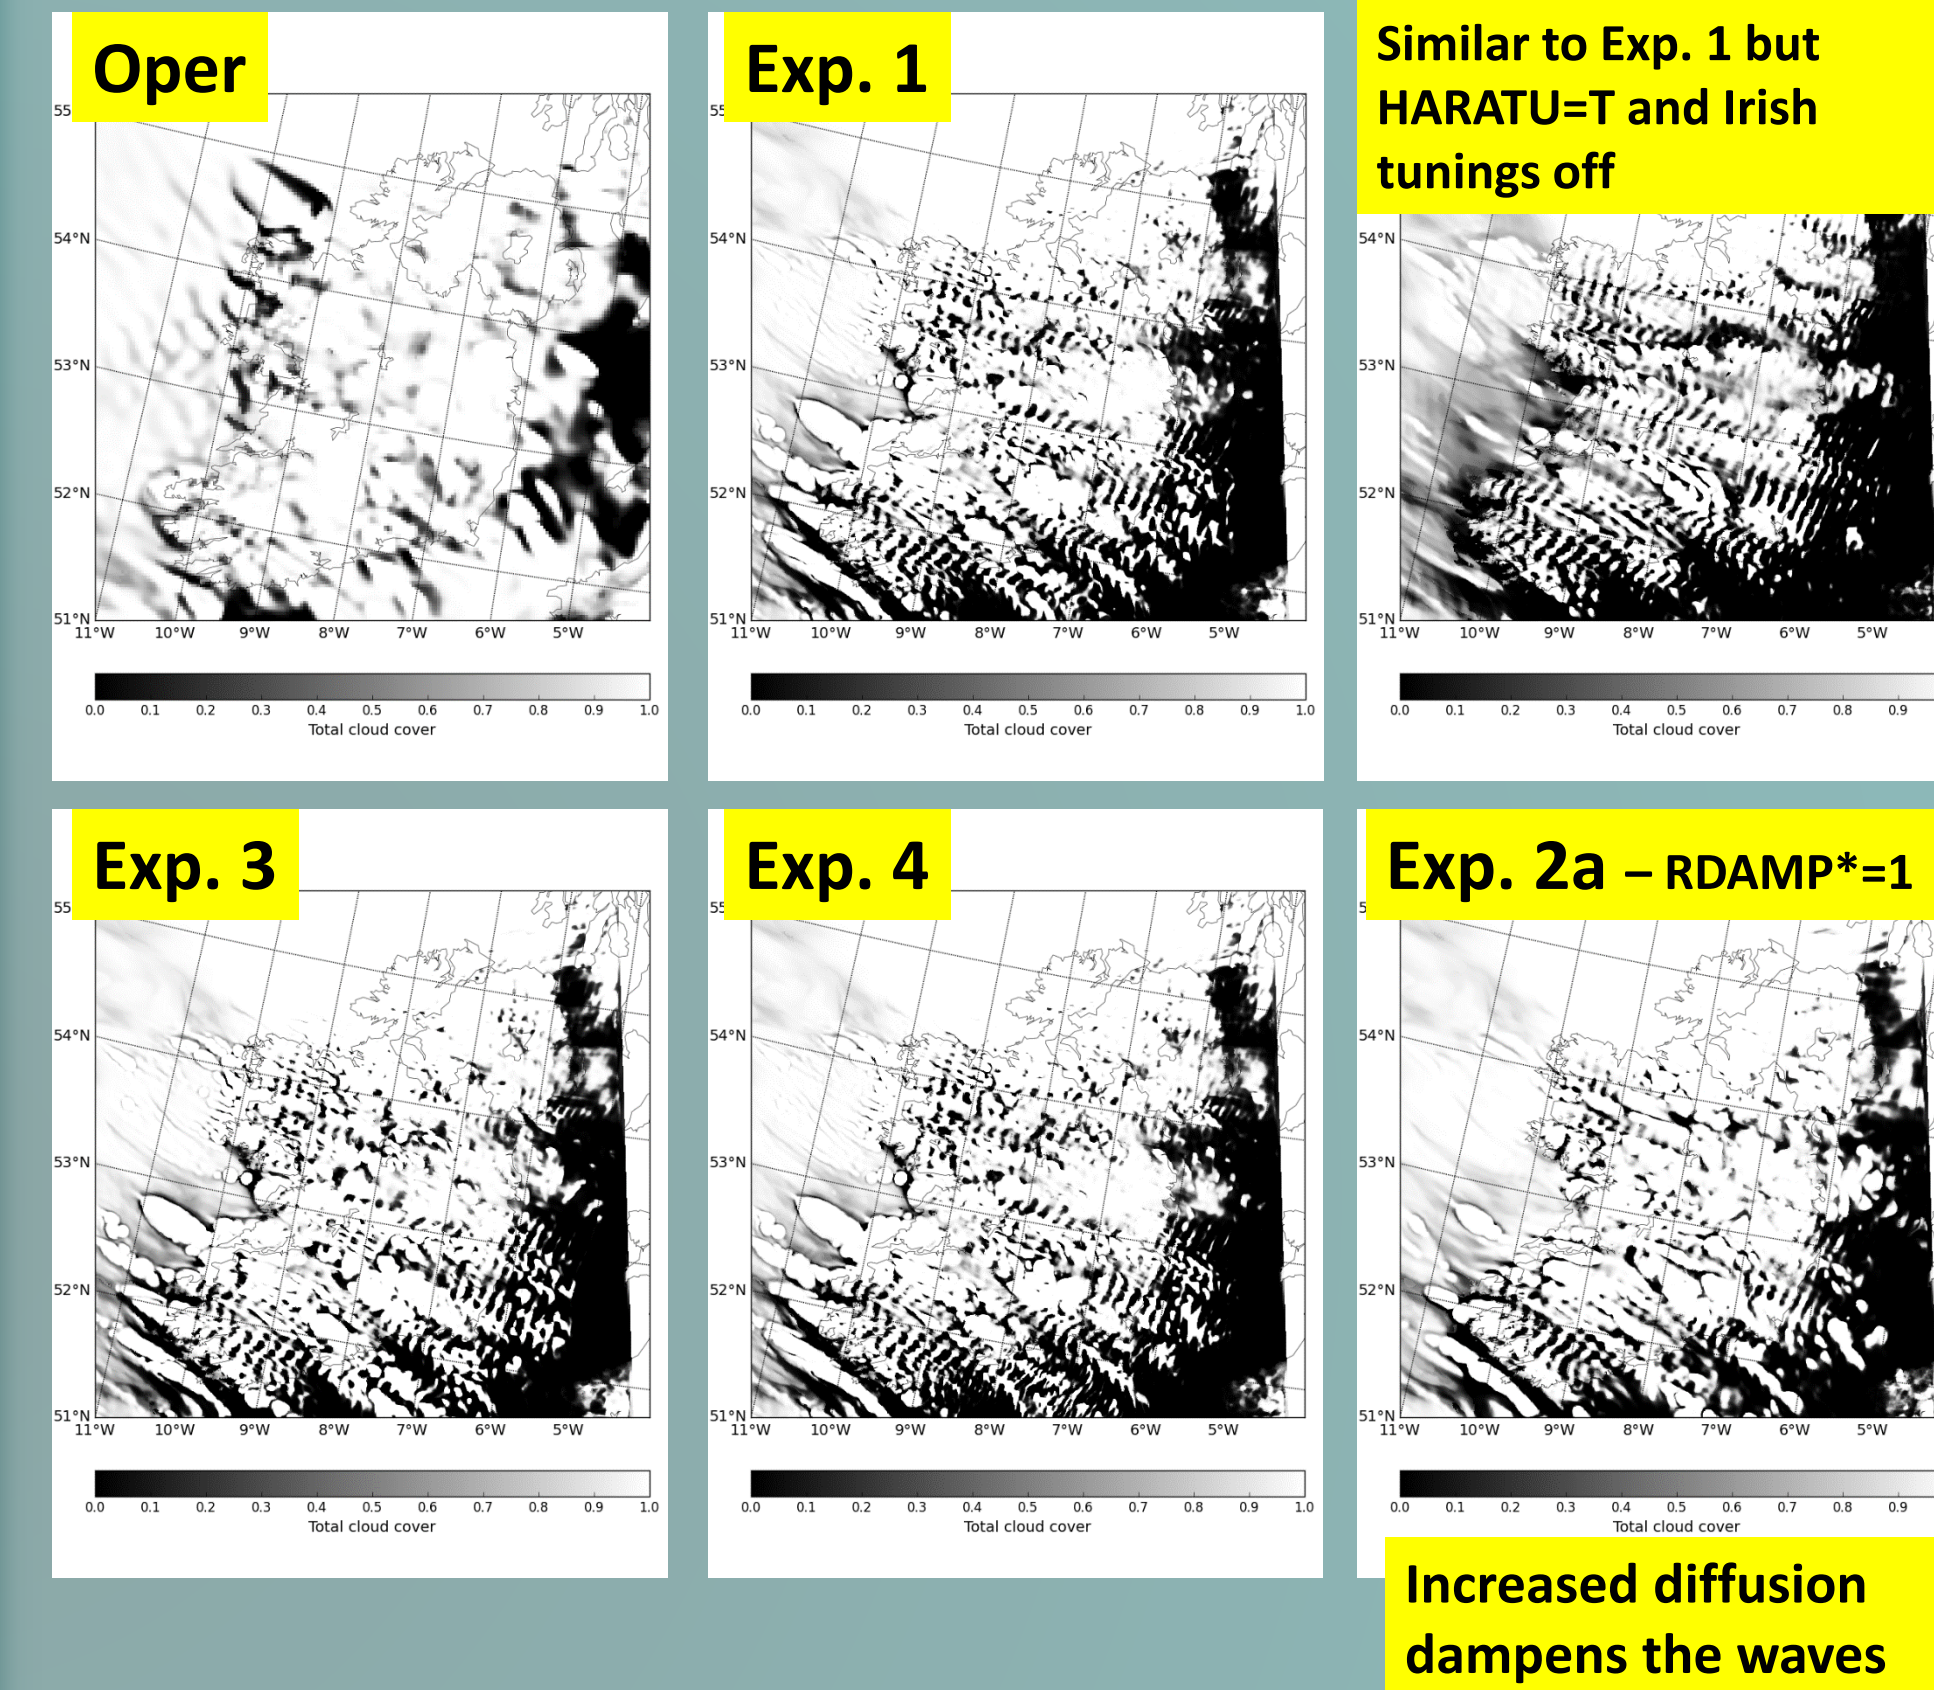 Oper
55
54°N
53°N
52°N
51°N
11°W 10°W 9°W 8°W 7°W 6°W 5°W
0.0 0.1 0.2 0.3 0.4 0.5 0.6 0.7 0.8 0.9 1.0
Total cloud cover
Exp. 1
55
54°N
53°N
52°N
51°N
11°W 10°W 9°W 8°W 7°W 6°W 5°W
0.0 0.1 0.2 0.3 0.4 0.5 0.6 0.7 0.8 0.9 1.0
Total cloud cover
Similar to Exp. 1 but
HARATU=T and Irish
tunings off
54°N
53°N
52°N
51°N
11°W 10°W 9°W 8°W 7°W 6°W 5°W
0.0 0.1 0.2 0.3 0.4 0.5 0.6 0.7 0.8 0.9
Total cloud cover
Exp. 3
55
54°N
53°N
52°N
51°N
11°W 10°W 9°W 8°W 7°W 6°W 5°W
0.0 0.1 0.2 0.3 0.4 0.5 0.6 0.7 0.8 0.9 1.0
Total cloud cover
Exp. 4
55
54°N
53°N
52°N
51°N
11°W 10°W 9°W 8°W 7°W 6°W 5°W
0.0 0.1 0.2 0.3 0.4 0.5 0.6 0.7 0.8 0.9 1.0
Total cloud cover
Exp. 2a – RDAMP*=1
5
54°N
53°N
52°N
51°N
11°W 10°W 9°W 8°W 7°W 6°W 5°W
0.0 0.1 0.2 0.3 0.4 0.5 0.6 0.7 0.8 0.9
Total cloud cover
Increased diffusion
dampens the waves